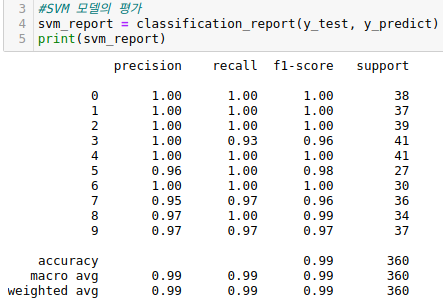 3 #SVM 모델의 평가
4 svm_report = classification_report(y_test, y_predict)
5 print(svm_report)
precision recall f1-score support
0 1.00 1.00 1.00 38
1 1.00 1.00 1.00 37
2 1.00 1.00 1.00 39
3 1.00 0.93 0.96 41
4 1.00 1.00 1.00 41
5 0.96 1.00 0.98 27
6 1.00 1.00 1.00 30
7 0.95 0.97 0.96 36
8 0.97 1.00 0.99 34
9 0.97 0.97 0.97 37
accuracy 0.99 360
macro avg 0.99 0.99 0.99 360
weighted avg 0.99 0.99 0.99 360